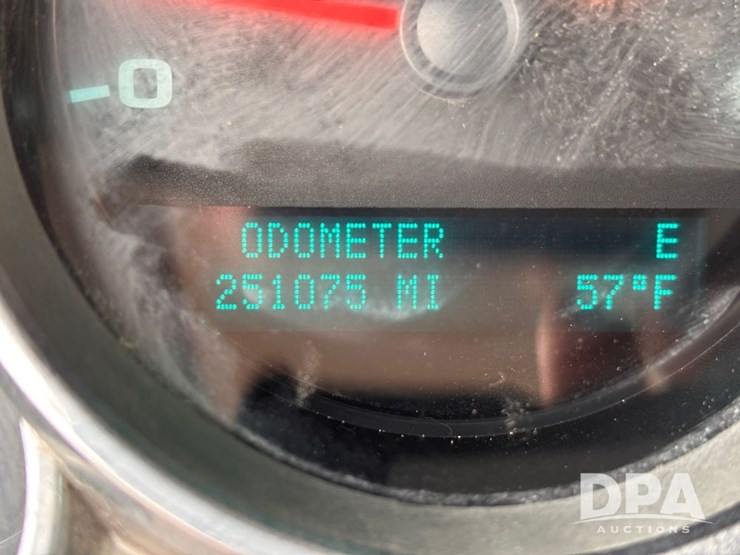 0
ODOMETER E
251075 MI 57°F
DPA
AUCTIONS